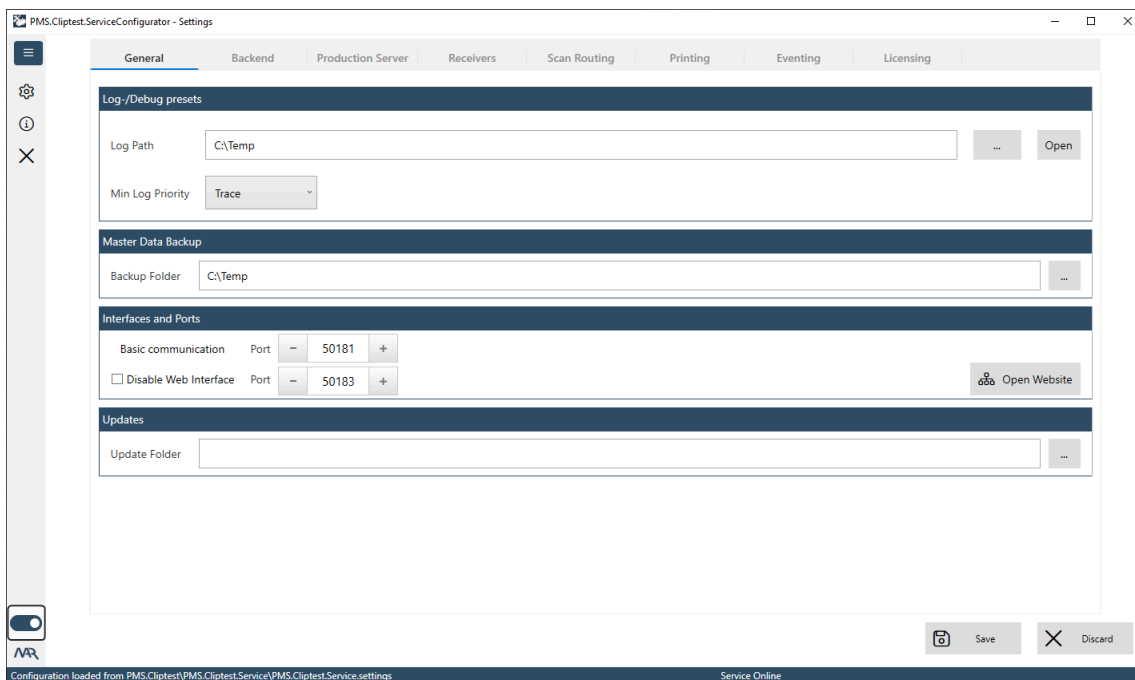 PMS.Cliptest.ServiceConfigurator - Settings
General Backend Production Server Receivers Scan Routing Printing Eventing Licensing
Log-/Debug presets
Log Path C:\Temp ... Open
Min Log Priority Trace
Master Data Backup
Backup Folder C:\Temp ...
Interfaces and Ports
Basic communication Port − 50181 +
Disable Web Interface Port − 50183 + Open Website
Updates
Update Folder ...
Save Discard
Configuration loaded from PMS.Cliptest\PMS.Cliptest.Service\PMS.Cliptest.Service.settings Service Online